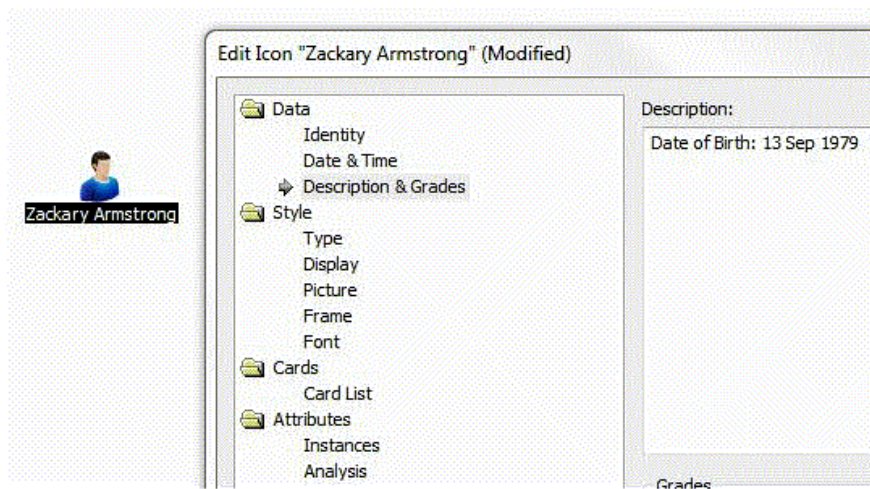 Edit Icon "Zackary Armstrong" (Modified)
Zackary Armstrong
Data
Identity
Date & Time
Description & Grades
Style
Type
Display
Picture
Frame
Font
Cards
Card List
Attributes
Instances
Analysis
Description:
Date of Birth: 13 Sep 1979
Grades